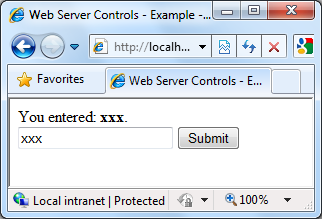 Web Server Controls - Example -...
http://localh...
Favorites
Web Server Controls - E...
You entered: xxx.
xxx
Submit
Local intranet | Protected
100%